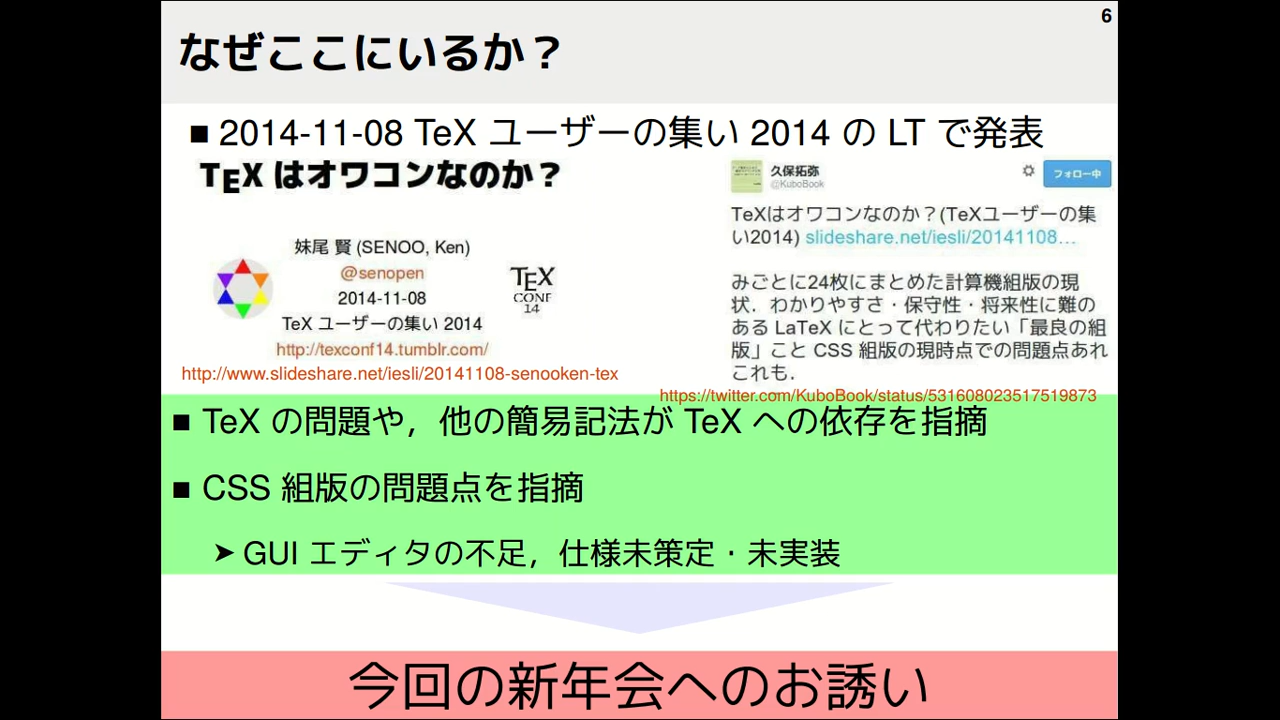 6
なぜここにいるか？
■ 2014-11-08 TeX ユーザーの集い 2014 の LT で発表
TEX はオワコンなのか？
妹尾 賢 (SENOO, Ken)
@senopen
2014-11-08
TeX ユーザーの集い 2014
http://texconf14.tumblr.com/
TEX
CONF
14
http://www.slideshare.net/iesli/20141108-senooken-tex
久保拓弥
@KuboBook
フォロー中
TeXはオワコンなのか？(TeXユーザーの集
い2014) slideshare.net/iesli/20141108…
みごとに24枚にまとめた計算機組版の現
状．わかりやすさ・保守性・将来性に難の
ある LaTeX にとって代わりたい「最良の組
版」こと CSS 組版の現時点での問題点あれ
これも．
https://twitter.com/KuboBook/status/531608023517519873
■ TeX の問題や，他の簡易記法が TeX への依存を指摘
■ CSS 組版の問題点を指摘
➤ GUI エディタの不足，仕様未策定・未実装
今回の新年会へのお誘い